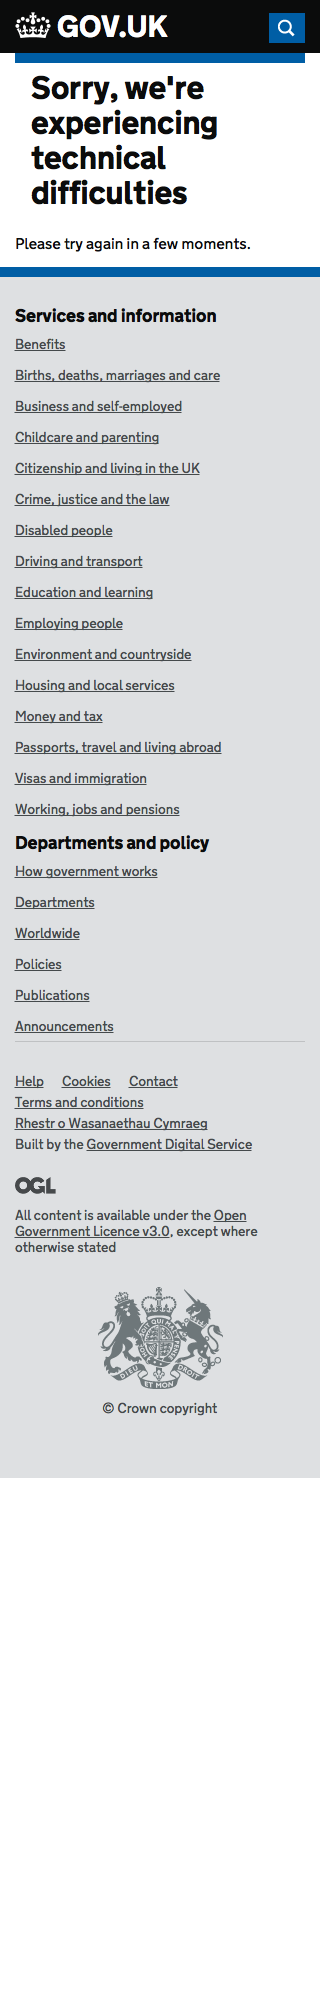 GOV.UK
Sorry, we're
experiencing
technical
difficulties
Please try again in a few moments.
Services and information
Benefits
Births, deaths, marriages and care
Business and self-employed
Childcare and parenting
Citizenship and living in the UK
Crime, justice and the law
Disabled people
Driving and transport
Education and learning
Employing people
Environment and countryside
Housing and local services
Money and tax
Passports, travel and living abroad
Visas and immigration
Working, jobs and pensions
Departments and policy
How government works
Departments
Worldwide
Policies
Publications
Announcements
Help Cookies Contact
Terms and conditions
Rhestr o Wasanaethau Cymraeg
Built by the Government Digital Service
OGL
All content is available under the Open
Government Licence v3.0, except where
otherwise stated
DIEU ET MON DROIT
© Crown copyright